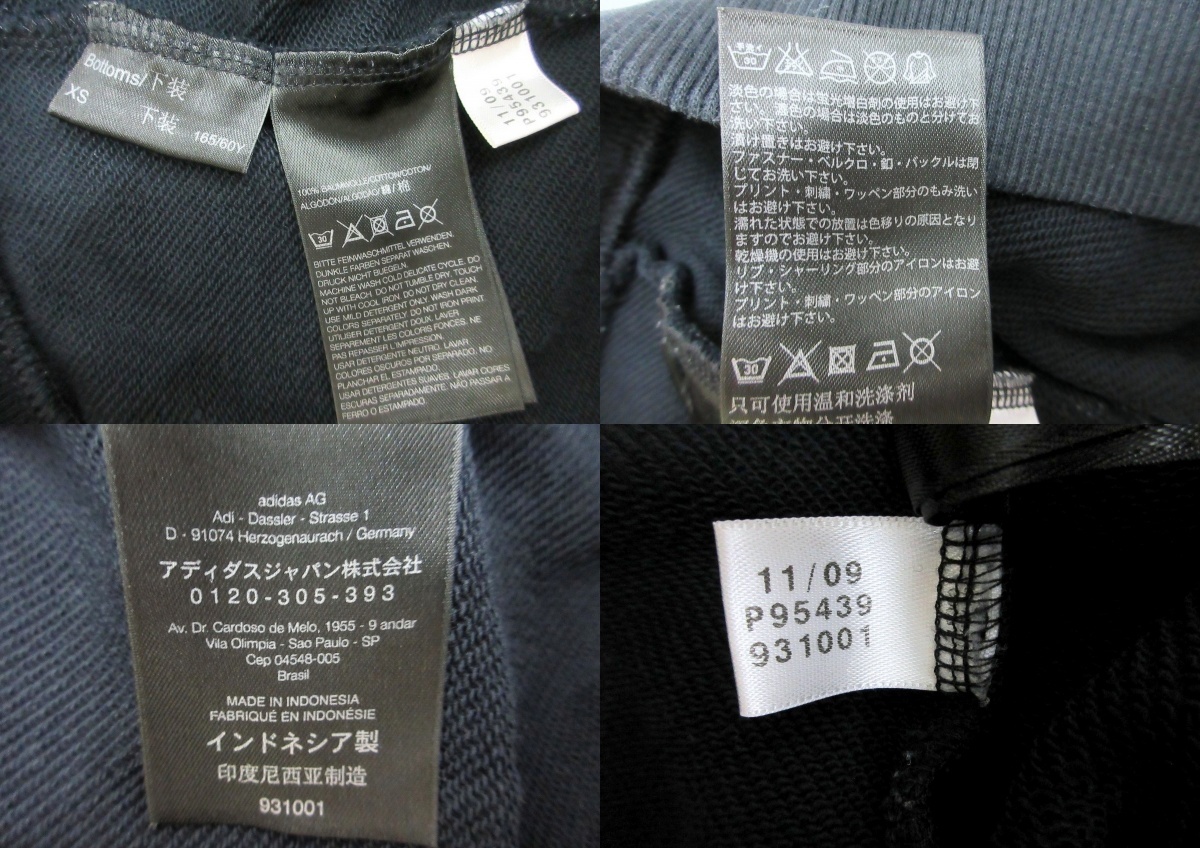 Bottoms/下装
XS
下装
165/60Y
100% BAUMWOLLE/COTTON/COTON/
ALGODÓN/ALGODÃO/綿/棉
30
BITTE FEINWASCHMITTEL VERWENDEN.
DUNKLE FARBEN SEPARAT WASCHEN.
DRUCK NICHT BUEGELN.
MACHINE WASH COLD DELICATE CYCLE. DO
NOT BLEACH. DO NOT TUMBLE DRY. TOUCH
UP WITH COOL IRON. DO NOT DRY CLEAN.
USE MILD DETERGENT ONLY. WASH DARK
COLORS SEPARATELY. DO NOT IRON PRINT.
UTILISER DETERGENT DOUX. LAVER
SEPAREMENT LES COLORIS FONCES. NE
PAS REPASSER L'IMPRESSION.
USAR DETERGENTE NEUTRO. LAVAR
COLORES OSCUROS POR SEPARADO. NO
PLANCHAR EL ESTAMPADO.
USAR DETERGENTES SUAVES. LAVAR CORES
ESCURAS SEPARADAMENTE. NÃO PASSAR A
FERRO O ESTAMPADO.
11/09
P95439
931001
手洗イ
30
淡色の場合は蛍光増白剤の使用はお避け下
さい。濃色の場合は淡色のものと分けてお
洗い下さい。
漬け置きはお避け下さい。
ファスナー・ベルクロ・釦・バックルは閉
じてお洗い下さい。
プリント・刺繍・ワッペン部分のもみ洗い
はお避け下さい。
濡れた状態での放置は色移りの原因となり
ますのでお避け下さい。
乾燥機の使用はお避け下さい。
リブ・シャーリング部分のアイロンはお避
け下さい。
プリント・刺繍・ワッペン部分のアイロン
はお避け下さい。
30
只可使用温和洗涤剂
adidas AG
Adi - Dassler - Strasse 1
D - 91074 Herzogenaurach / Germany
アディダスジャパン株式会社
0120-305-393
Av. Dr. Cardoso de Melo, 1955 - 9 andar
Vila Olimpia - Sao Paulo - SP
Cep 04548-005
Brasil
MADE IN INDONESIA
FABRIQUÉ EN INDONÉSIE
インドネシア製
印度尼西亚制造
931001
11/09
P95439
931001